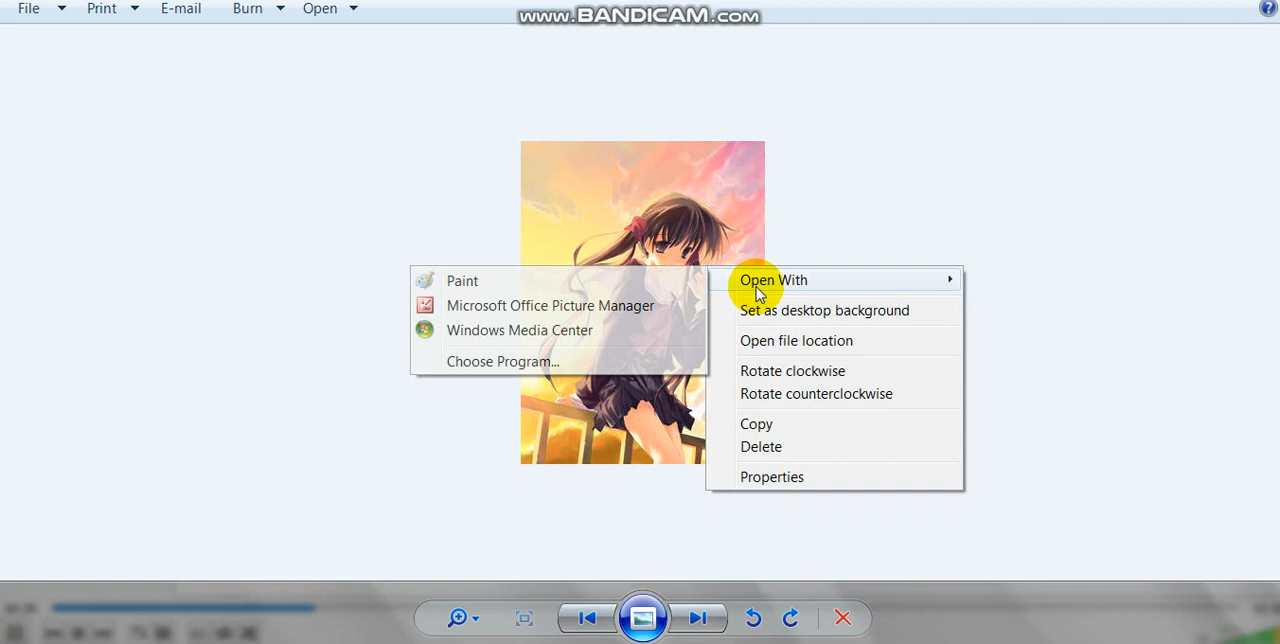 File Print E-mail Burn Open
www.BANDICAM.com
Paint
Microsoft Office Picture Manager
Windows Media Center
Choose Program...
Open With
Set as desktop background
Open file location
Rotate clockwise
Rotate counterclockwise
Copy
Delete
Properties